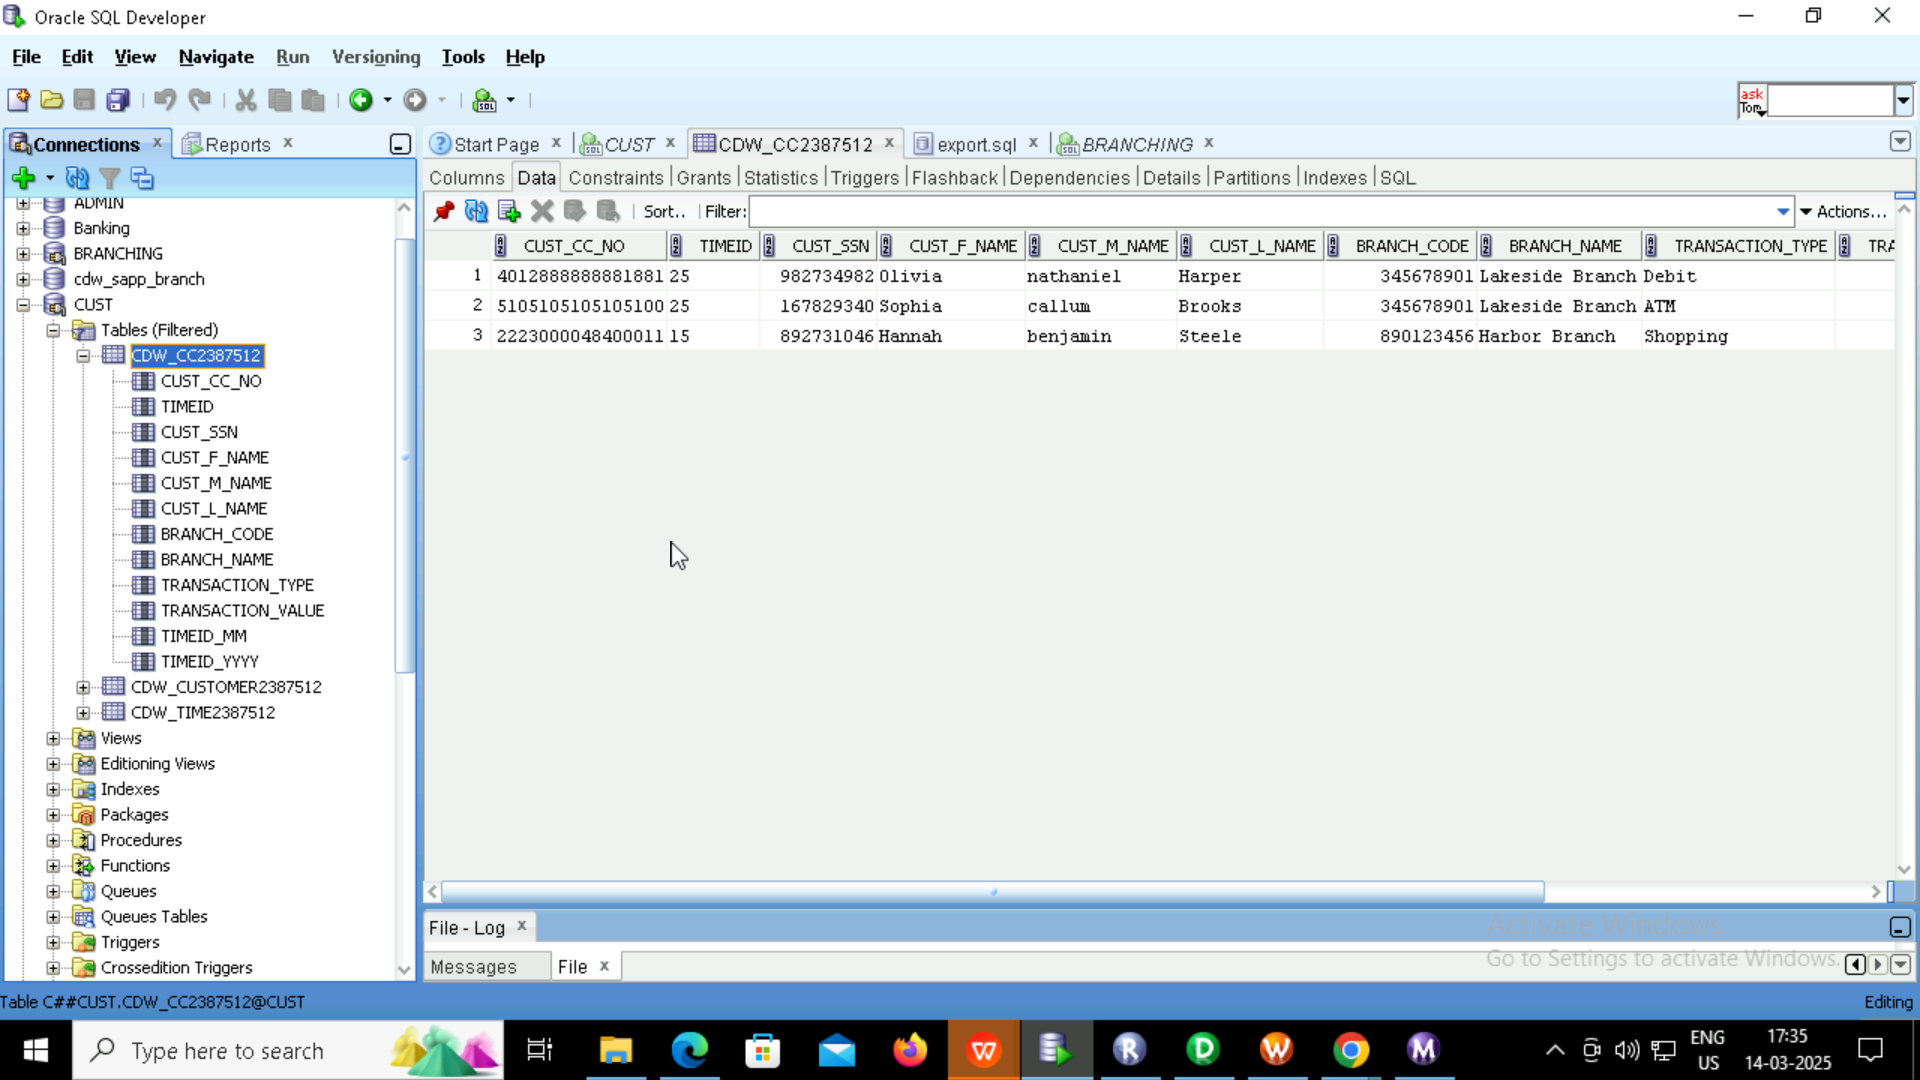 Oracle SQL Developer
File Edit View Navigate Run Versioning Tools Help
ask
Tom
Connections x Reports x
Start Page x CUST x CDW_CC2387512 x export.sql x BRANCHING x
Columns Data Constraints Grants Statistics Triggers Flashback Dependencies Details Partitions Indexes SQL
Sort.. Filter: Actions...
CUST_CC_NO TIMEID CUST_SSN CUST_F_NAME CUST_M_NAME CUST_L_NAME BRANCH_CODE BRANCH_NAME TRANSACTION_TYPE TRA
1 4012888888881881 25 982734982 Olivia nathaniel Harper 345678901 Lakeside Branch Debit
2 5105105105105100 25 167829340 Sophia callum Brooks 345678901 Lakeside Branch ATM
3 2223000048400011 15 892731046 Hannah benjamin Steele 890123456 Harbor Branch Shopping
ADMIN
Banking
BRANCHING
cdw_sapp_branch
CUST
Tables (Filtered)
CDW_CC2387512
CUST_CC_NO
TIMEID
CUST_SSN
CUST_F_NAME
CUST_M_NAME
CUST_L_NAME
BRANCH_CODE
BRANCH_NAME
TRANSACTION_TYPE
TRANSACTION_VALUE
TIMEID_MM
TIMEID_YYYY
CDW_CUSTOMER2387512
CDW_TIME2387512
Views
Editioning Views
Indexes
Packages
Procedures
Functions
Queues
Queues Tables
Triggers
Crossedition Triggers
File - Log x
Messages File x
Activate Windows
Go to Settings to activate Windows.
Table C##CUST.CDW_CC2387512@CUST
Editing
Type here to search
ENG
US
17:35
14-03-2025